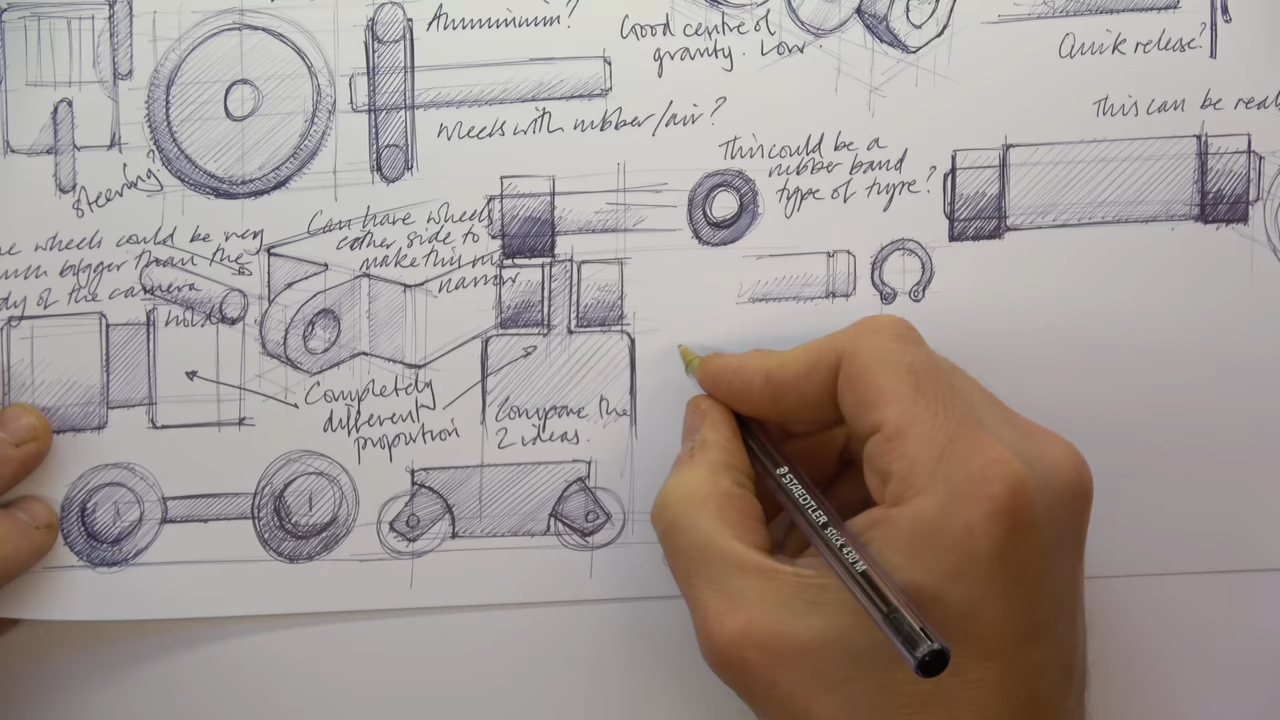 Aluminium?
Good centre of
gravity. Low.
Quik release?
This can be real
wheels with rubber/air?
This could be a
rubber band
type of tyre?
steering?
wheels could be very
much bigger than the
of the camera
holder.
Can have wheels
either side to
make this
narrow
Completely
different
proportion
Compare the
2 ideas.
STAEDTLER stick 430 M